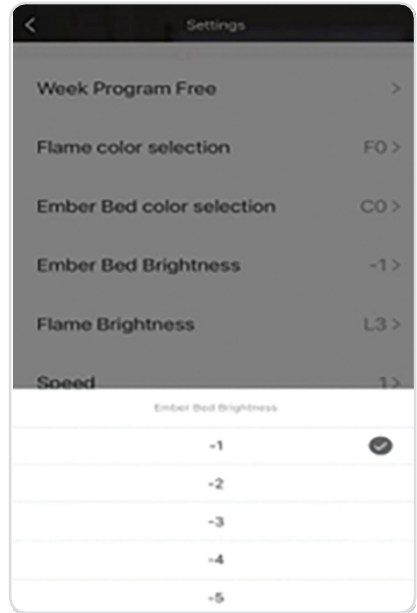 Settings
Week Program Free
Flame color selection F0
Ember Bed color selection C0
Ember Bed Brightness -1
Flame Brightness L3
Speed 1
Ember Bed Brightness
-1
-2
-3
-4
-5